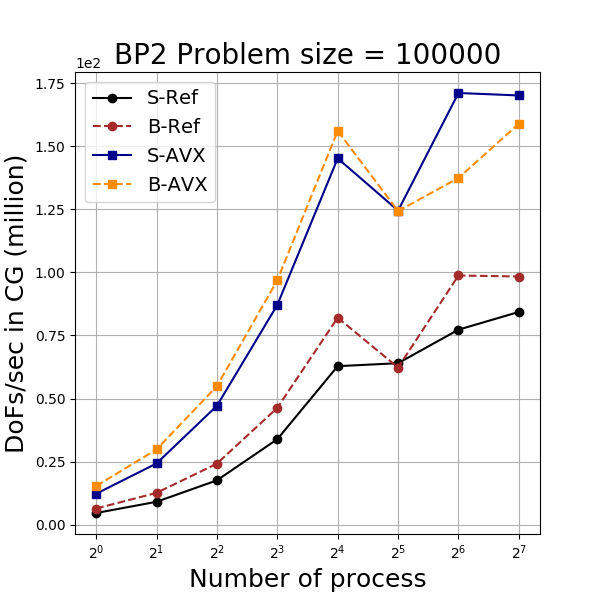 BP2 Problem size = 100000
1e2
1.75
1.50
1.25
1.00
0.75
0.50
0.25
0.00
DoFs/sec in CG (million)
S-Ref
B-Ref
S-AVX
B-AVX
2^0 2^1 2^2 2^3 2^4 2^5 2^6 2^7
Number of process